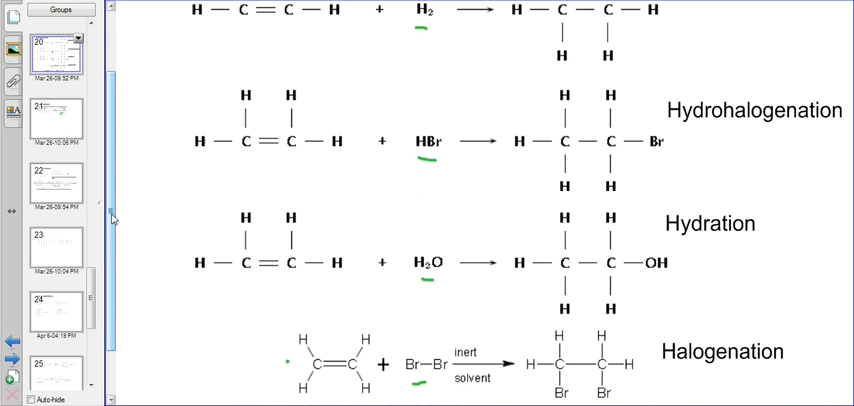 Groups
20
Mar 26-09:52 PM
21
Mar 26-10:06 PM
22
Mar 26-09:54 PM
23
Mar 26-10:04 PM
24
Apr 6-04:19 PM
25
Auto-hide
H — C = C — H + H₂ → H — C — C — H
H H
H H H H
Hydrohalogenation
H — C = C — H + HBr → H — C — C — Br
H H
H H H H
Hydration
H — C = C — H + H₂O → H — C — C — OH
H H
H H H H
Halogenation
C=C + Br—Br inert solvent → H—C—C—H
H H Br Br